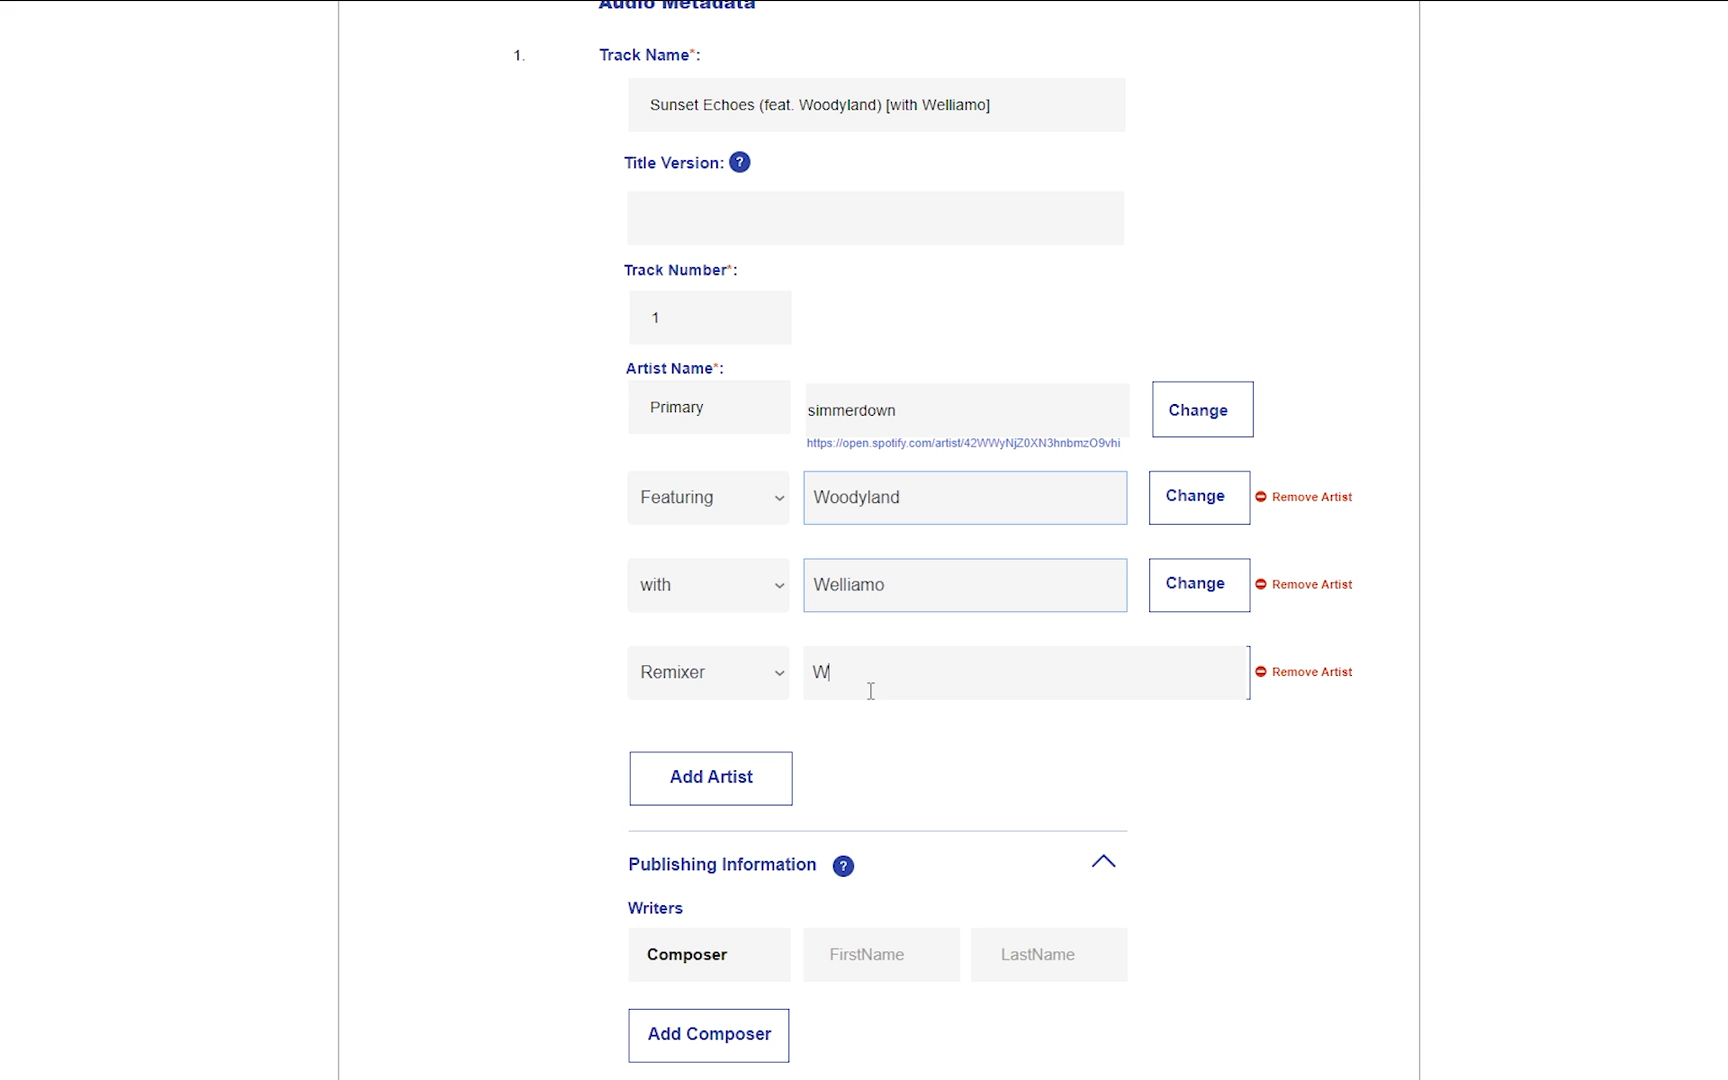 Audio Metadata
1.
Track Name*:
Sunset Echoes (feat. Woodyland) [with Welliamo]
Title Version: ?
Track Number*:
1
Artist Name*:
Primary
simmerdown
Change
https://open.spotify.com/artist/42WWyNjZ0XN3hnbmzO9vhi
Featuring
Woodyland
Change
Remove Artist
with
Welliamo
Change
Remove Artist
Remixer
W
Remove Artist
Add Artist
Publishing Information ?
Writers
Composer
FirstName
LastName
Add Composer